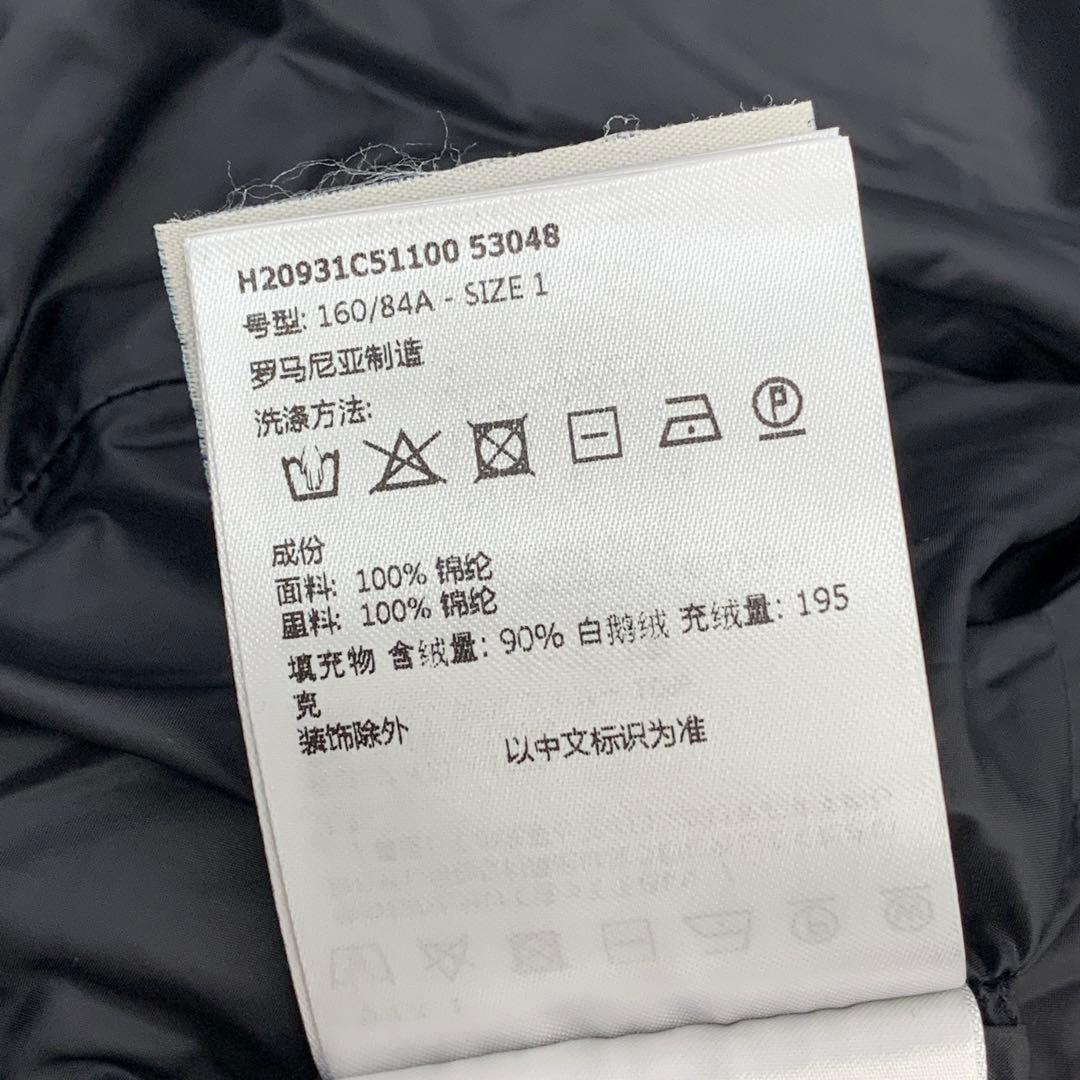 H20931C51100 53048
号型: 160/84A - SIZE 1
罗马尼亚制造
洗涤方法:
P
成份
面料: 100% 锦纶
里料: 100% 锦纶
填充物 含绒量: 90% 白鹅绒 充绒量: 195
克
装饰除外
以中文标识为准